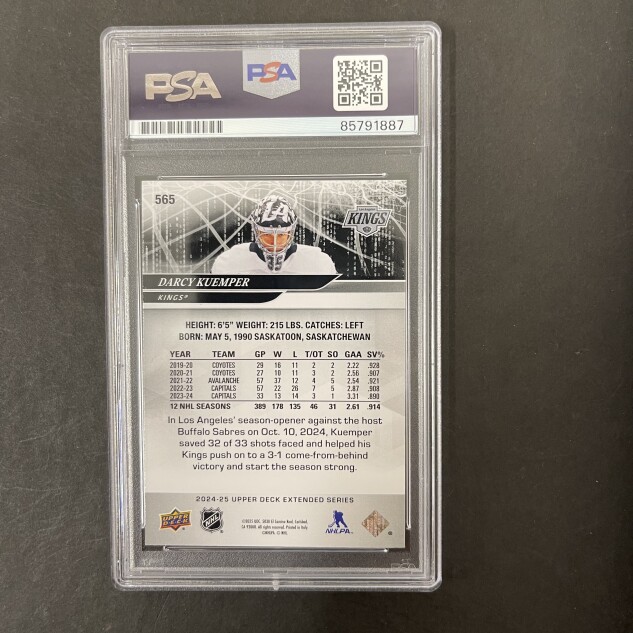 PSA
PSA
85791887
565
LA
KINGS
DARCY KUEMPER
KINGS®
HEIGHT: 6'5" WEIGHT: 215 LBS. CATCHES: LEFT
BORN: MAY 5, 1990 SASKATOON, SASKATCHEWAN
YEAR TEAM GP W L T/OT SO GAA SV%
2019-20 COYOTES 29 16 11 2 2 2.22 .928
2020-21 COYOTES 27 10 11 3 2 2.56 .907
2021-22 AVALANCHE 57 37 12 4 5 2.54 .921
2022-23 CAPITALS 57 22 26 7 5 2.87 .908
2023-24 CAPITALS 33 13 14 3 1 3.31 .890
12 NHL SEASONS 389 178 135 46 31 2.61 .914
In Los Angeles' season-opener against the host
Buffalo Sabres on Oct. 10, 2024, Kuemper
saved 32 of 33 shots faced and helped his
Kings push on to a 3-1 come-from-behind
victory and start the season strong.
2024-25 UPPER DECK EXTENDED SERIES
UPPER DECK
NHL
NHLPA